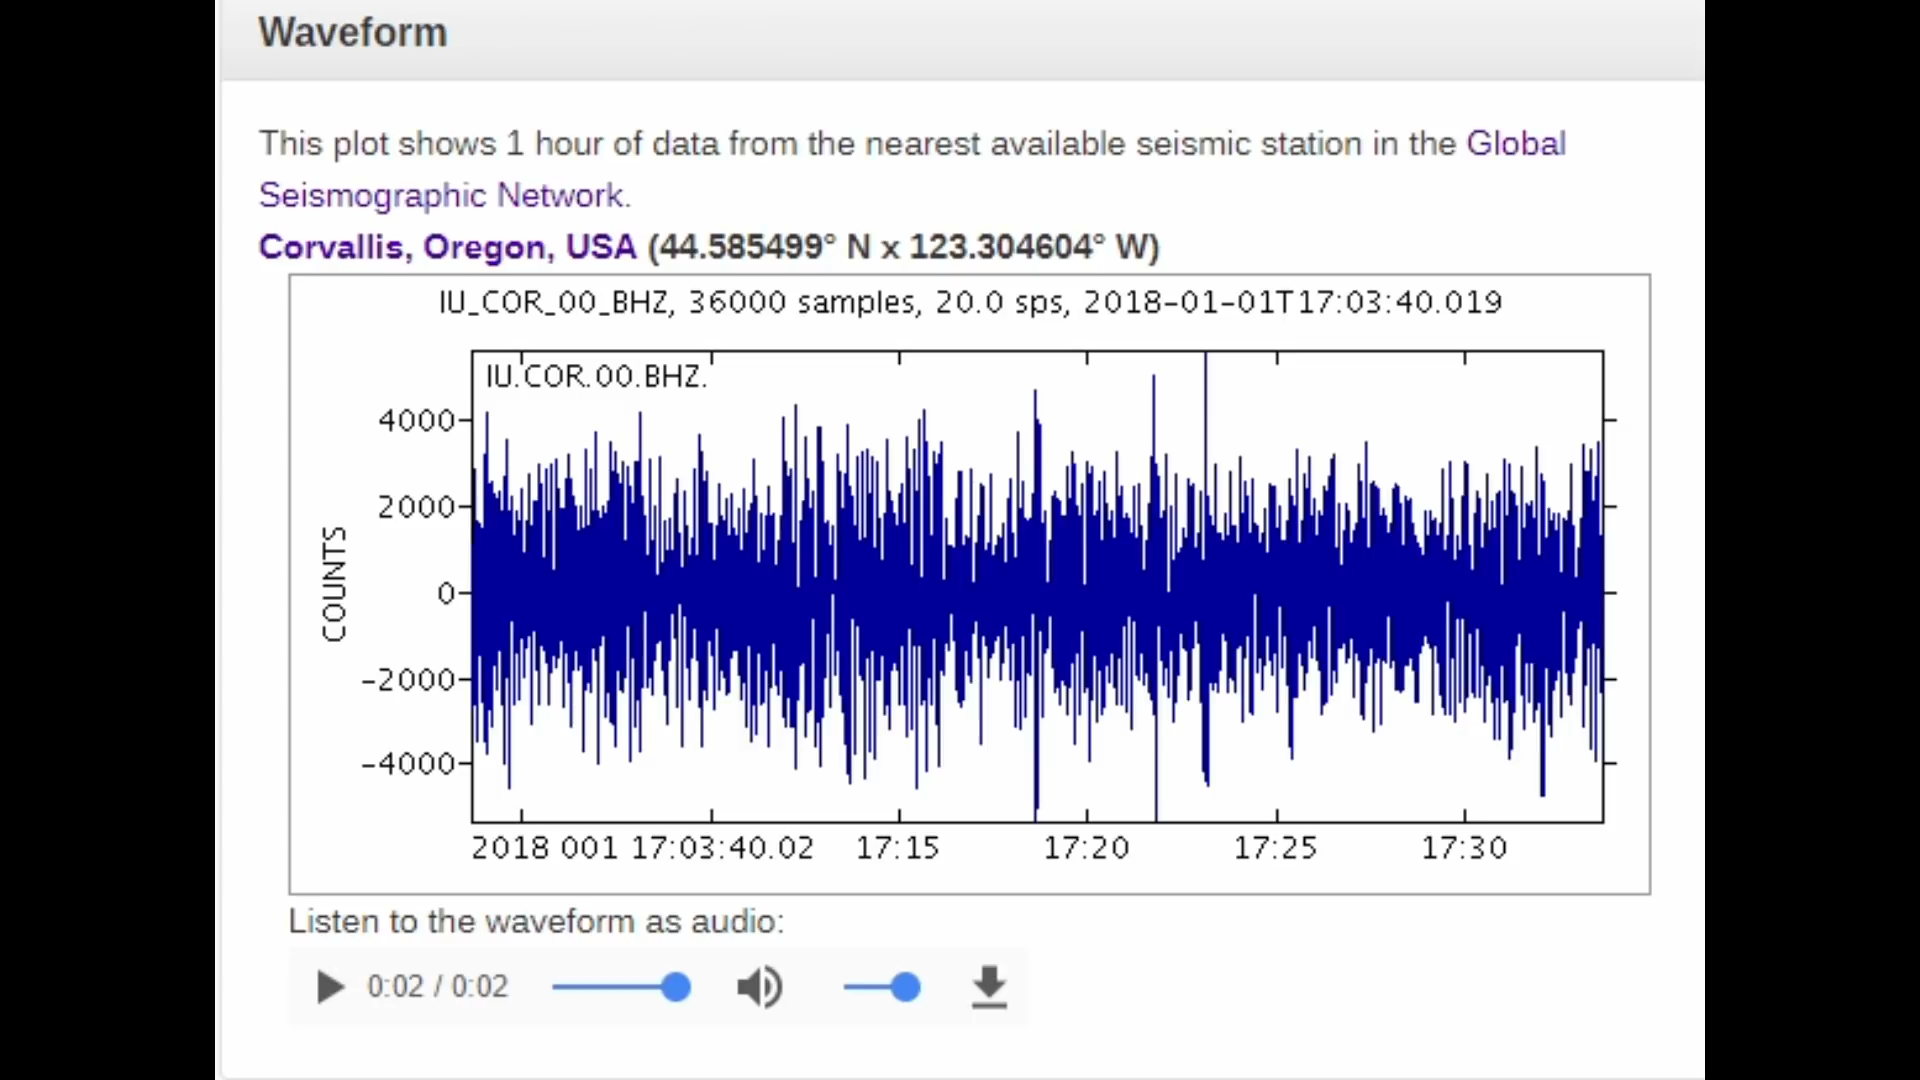 Waveform
This plot shows 1 hour of data from the nearest available seismic station in the Global
Seismographic Network.
Corvallis, Oregon, USA (44.585499° N x 123.304604° W)
IU_COR_00_BHZ, 36000 samples, 20.0 sps, 2018-01-01T17:03:40.019
IU.COR.00.BHZ.
4000
2000
0
-2000
-4000
COUNTS
2018 001 17:03:40.02 17:15 17:20 17:25 17:30
Listen to the waveform as audio:
0:02 / 0:02